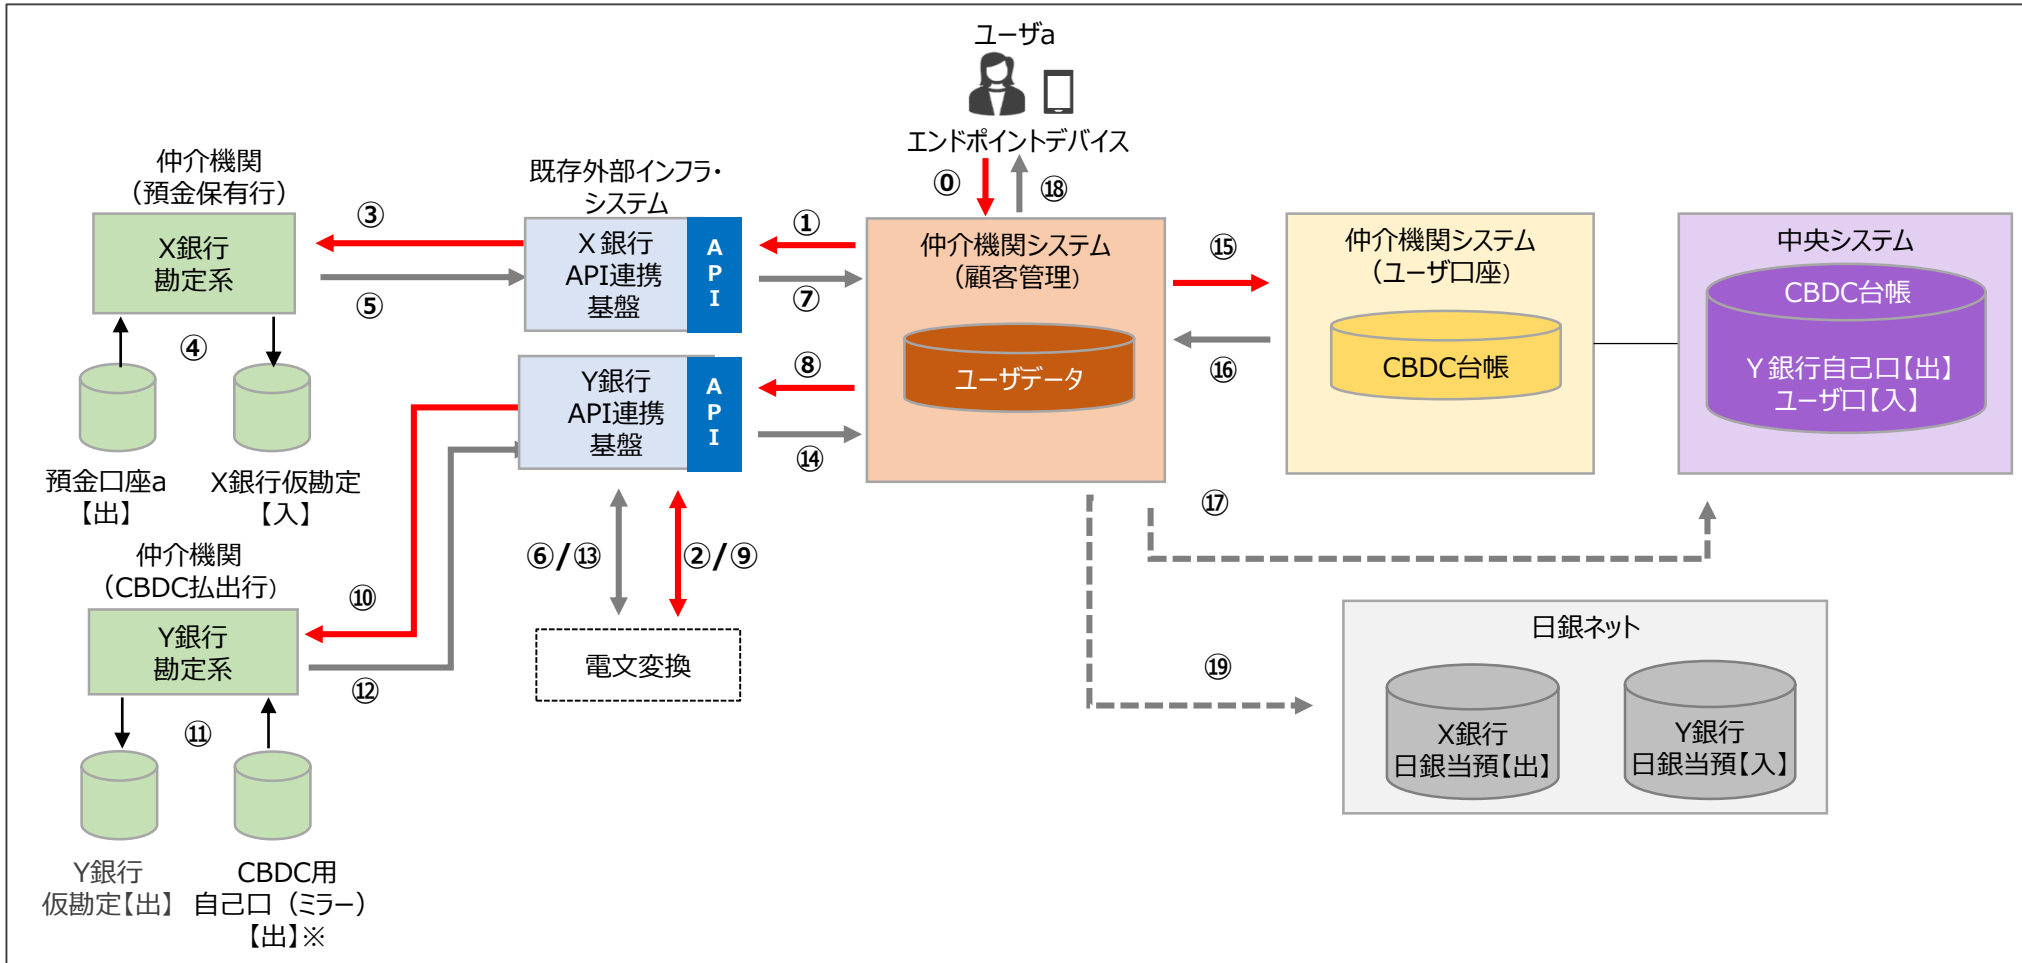 ユーザa
エンドポイントデバイス
⓪
⑱
仲介機関
（預金保有行）
X銀行
勘定系
③
⑤
④
預金口座a
【出】
X銀行仮勘定
【入】
既存外部インフラ・
システム
X 銀行
API連携
基盤
API
①
⑦
Y銀行
API連携
基盤
API
⑧
⑭
仲介機関システム
（顧客管理）
ユーザデータ
⑮
⑯
仲介機関システム
（ユーザ口座）
CBDC台帳
中央システム
CBDC台帳
Y 銀行自己口【出】
ユーザ口【入】
⑰
⑥/⑬
②/⑨
電文変換
仲介機関
（CBDC払出行）
Y銀行
勘定系
⑩
⑫
⑪
Y銀行
仮勘定【出】
CBDC用
自己口（ミラー）
【出】※
⑲
日銀ネット
X銀行
日銀当預【出】
Y銀行
日銀当預【入】